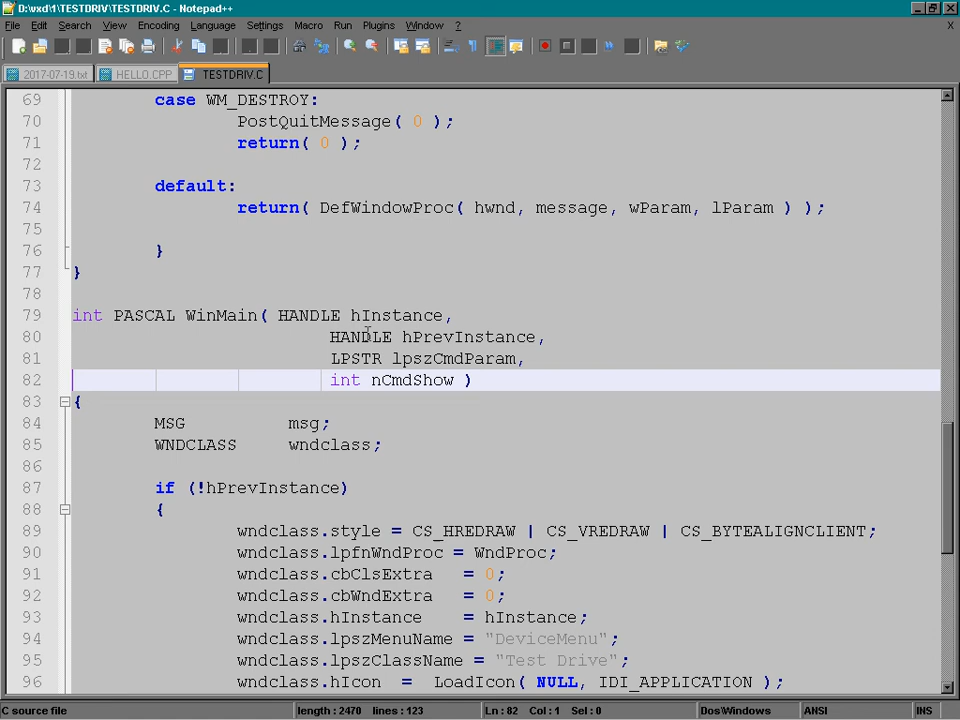 D:\vxd\1\TESTDRIV\TESTDRIV.C - Notepad++
File Edit Search View Encoding Language Settings Macro Run Plugins Window ?
X
2017-07-19.txt HELLO.CPP TESTDRIV.C
69 case WM_DESTROY:
70 PostQuitMessage( 0 );
71 return( 0 );
72
73 default:
74 return( DefWindowProc( hwnd, message, wParam, lParam ) );
75
76 }
77 }
78
79 int PASCAL WinMain( HANDLE hInstance,
80 HANDLE hPrevInstance,
81 LPSTR lpszCmdParam,
82 int nCmdShow )
83 {
84 MSG msg;
85 WNDCLASS wndclass;
86
87 if (!hPrevInstance)
88 {
89 wndclass.style = CS_HREDRAW | CS_VREDRAW | CS_BYTEALIGNCLIENT;
90 wndclass.lpfnWndProc = WndProc;
91 wndclass.cbClsExtra = 0;
92 wndclass.cbWndExtra = 0;
93 wndclass.hInstance = hInstance;
94 wndclass.lpszMenuName = "DeviceMenu";
95 wndclass.lpszClassName = "Test Drive";
96 wndclass.hIcon = LoadIcon( NULL, IDI_APPLICATION );
C source file length : 2470 lines : 123 Ln : 82 Col : 1 Sel : 0 Dos\Windows ANSI INS